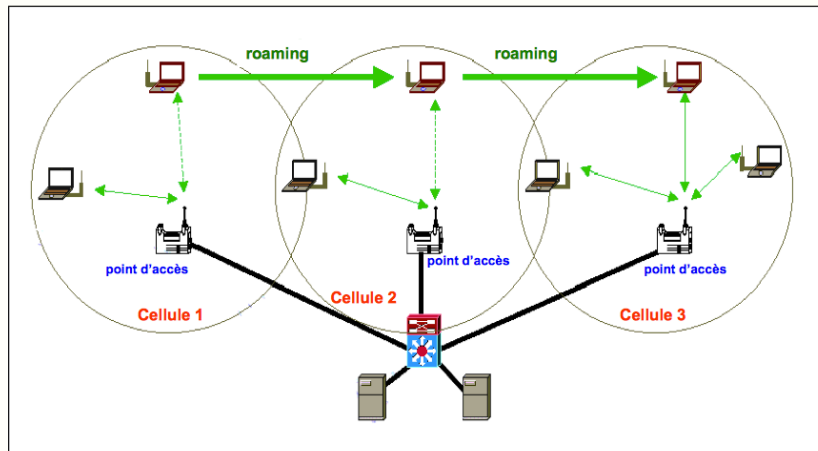 roaming
roaming
point d'accès
point d'accès
point d'accès
Cellule 1
Cellule 2
Cellule 3